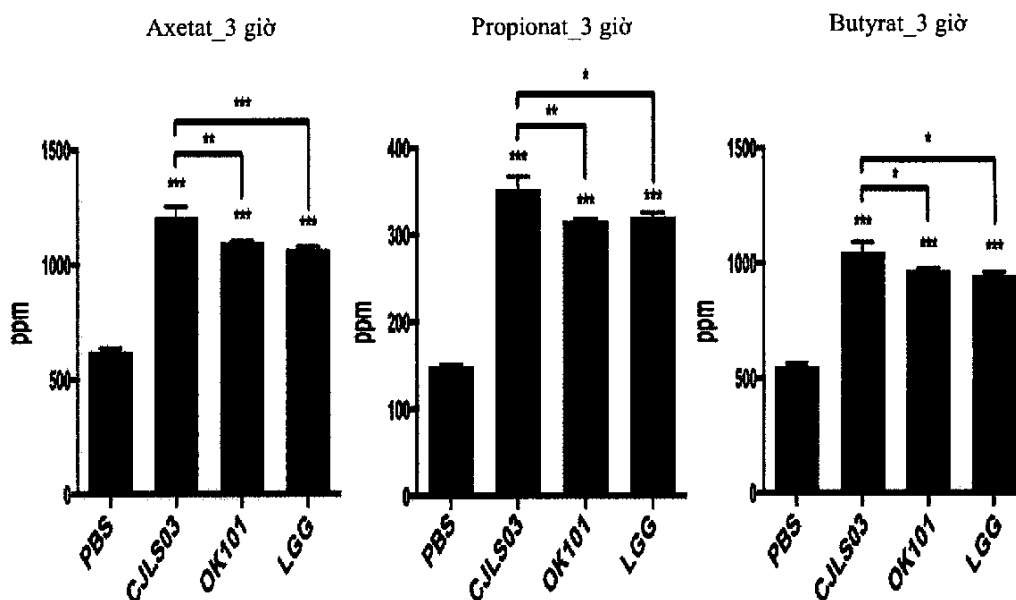 Axetat_3 giờ
***
**
1500
***
***
***
1000
ppm
500
0
PBS
CJLS03
OK101
LGG
Propionat_3 giờ
*
**
400
***
***
***
300
ppm
200
100
0
PBS
CJLS03
OK101
LGG
Butyrat_3 giờ
*
*
1500
***
***
***
1000
ppm
500
0
PBS
CJLS03
OK101
LGG